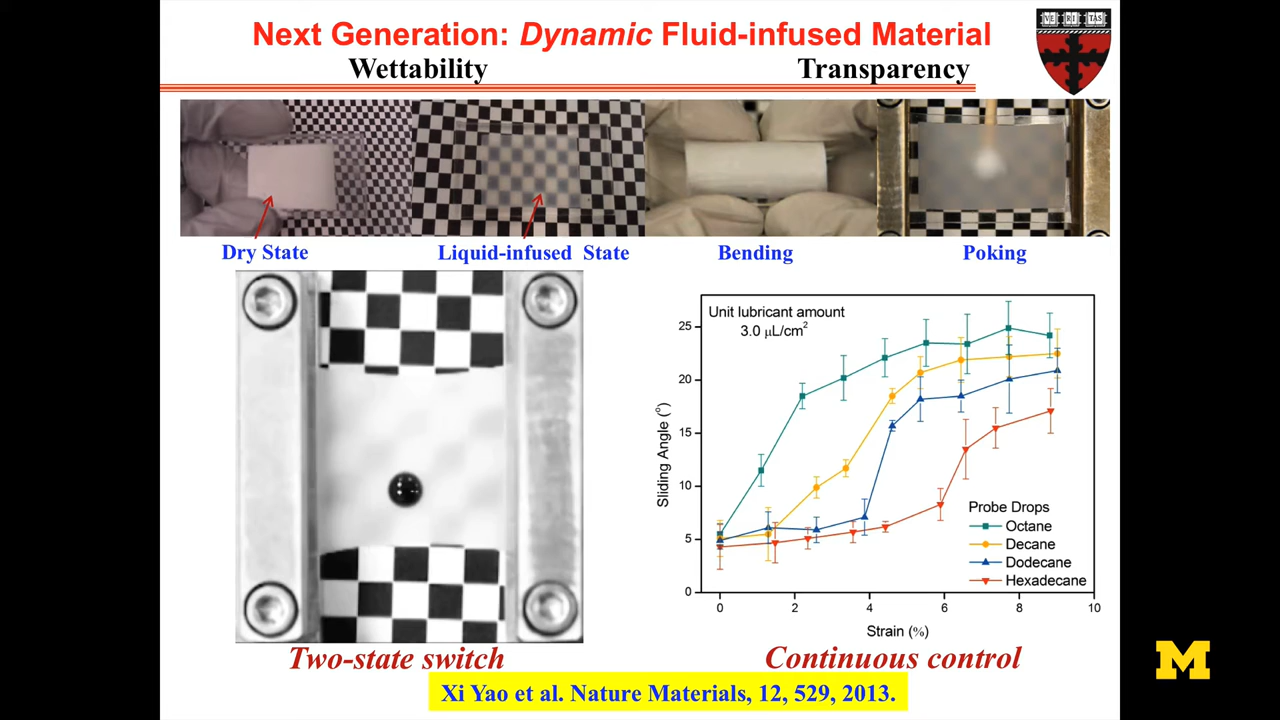 Next Generation: Dynamic Fluid-infused Material
Wettability
Transparency
VE RI TAS
Dry State
Liquid-infused State
Bending
Poking
Unit lubricant amount
3.0 μL/cm²
25
20
15
10
5
0
Sliding Angle (°)
Probe Drops
Octane
Decane
Dodecane
Hexadecane
0 2 4 6 8 10
Strain (%)
Two-state switch
Continuous control
Xi Yao et al. Nature Materials, 12, 529, 2013.
M